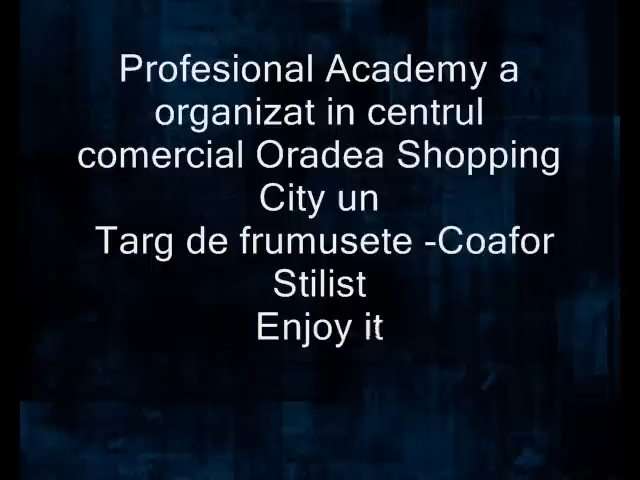 Profesional Academy a
organizat in centrul
comercial Oradea Shopping
City un
Targ de frumusete -Coafor
Stilist
Enjoy it